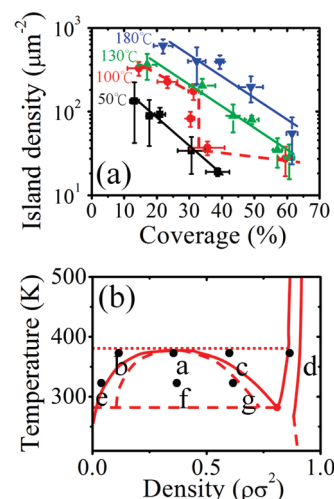 Island density (μm⁻²)
10³
10²
10¹
180℃
130℃
100℃
50℃
(a)
0 10 20 30 40 50 60 70
Coverage (%)
Temperature (K)
500
400
300
(b)
b a c d
e f g
0.0 0.5 1.0
Density (ρσ²)